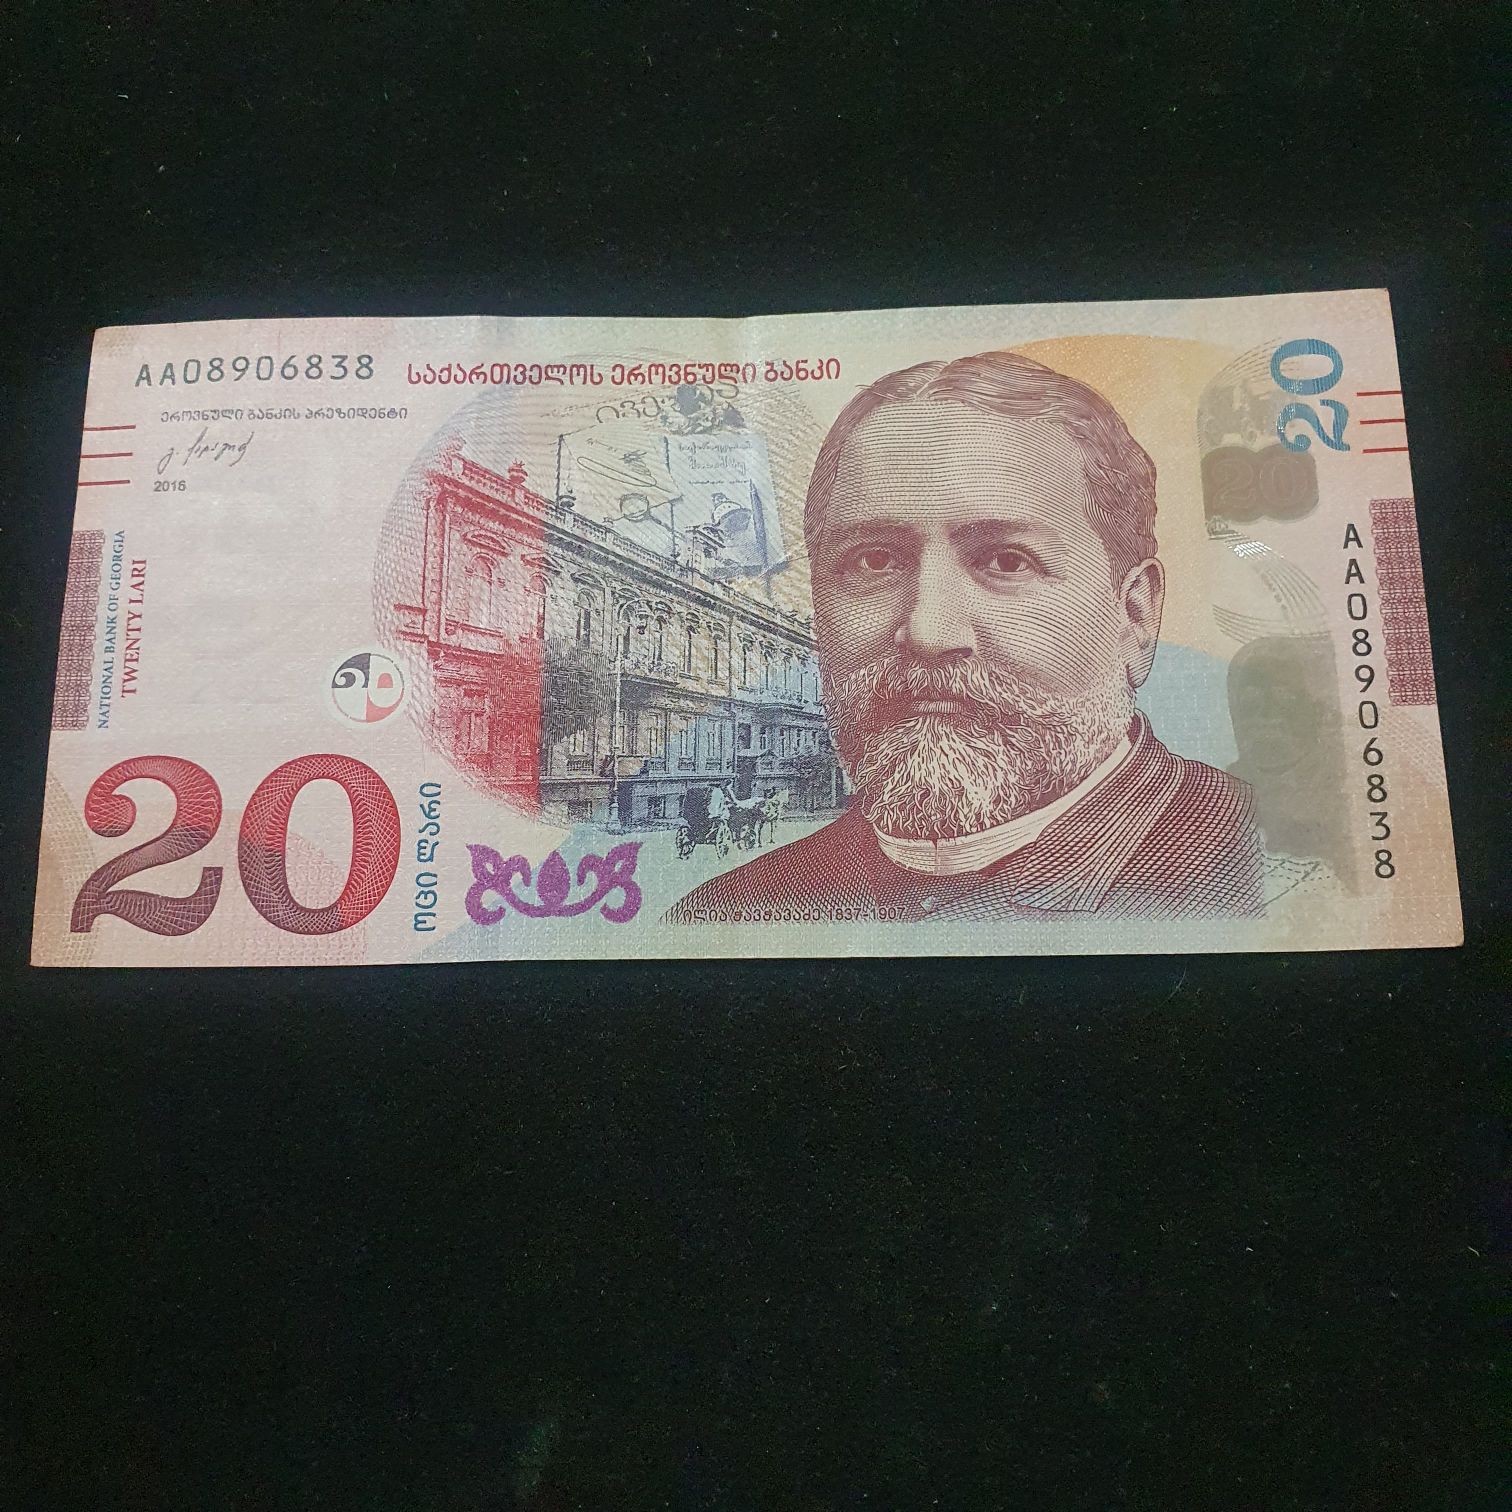 AA08906838
საქართველოს ეროვნული ბანკი
ეროვნული ბანკის პრეზიდენტი
2016
NATIONAL BANK OF GEORGIA
TWENTY LARI
ივერია
20
20
AA08906838
20
ოცი ლარი
ილია ჭავჭავაძე 1837-1907